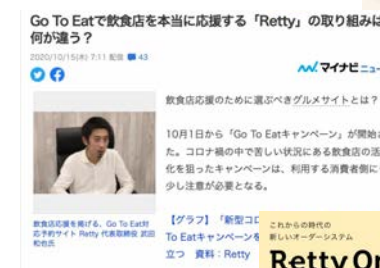 Go To Eatで飲食店を本当に応援する「Retty」の取り組みは
何が違う？
2020/10/15(木) 7:11 配信 43
マイナビニュ
飲食店応援のために選ぶべきグルメサイトとは？
10月1日から「Go To Eatキャンペーン」が開始
た。コロナ禍の中で苦しい状況にある飲食店の活
化を狙ったキャンペーンは、利用する消費者側に
少し注意が必要となる。
飲食店応援を掲げる、Go To Eat対
応予約サイト Retty 代表取締役 武田
和也氏
【グラフ】「新型コロ
To Eatキャンペーンを
立つ 資料：Retty
これからの時代の
新しいオーダーシステム
Retty Or